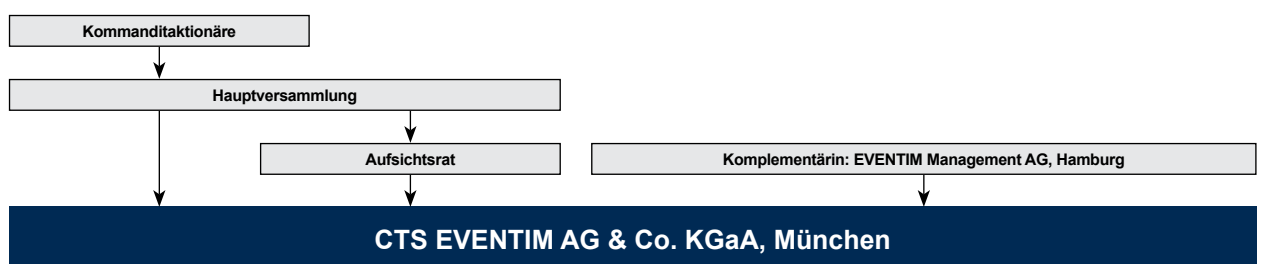 Kommanditaktionäre
Hauptversammlung
Aufsichtsrat
Komplementärin: EVENTIM Management AG, Hamburg
CTS EVENTIM AG & Co. KGaA, München